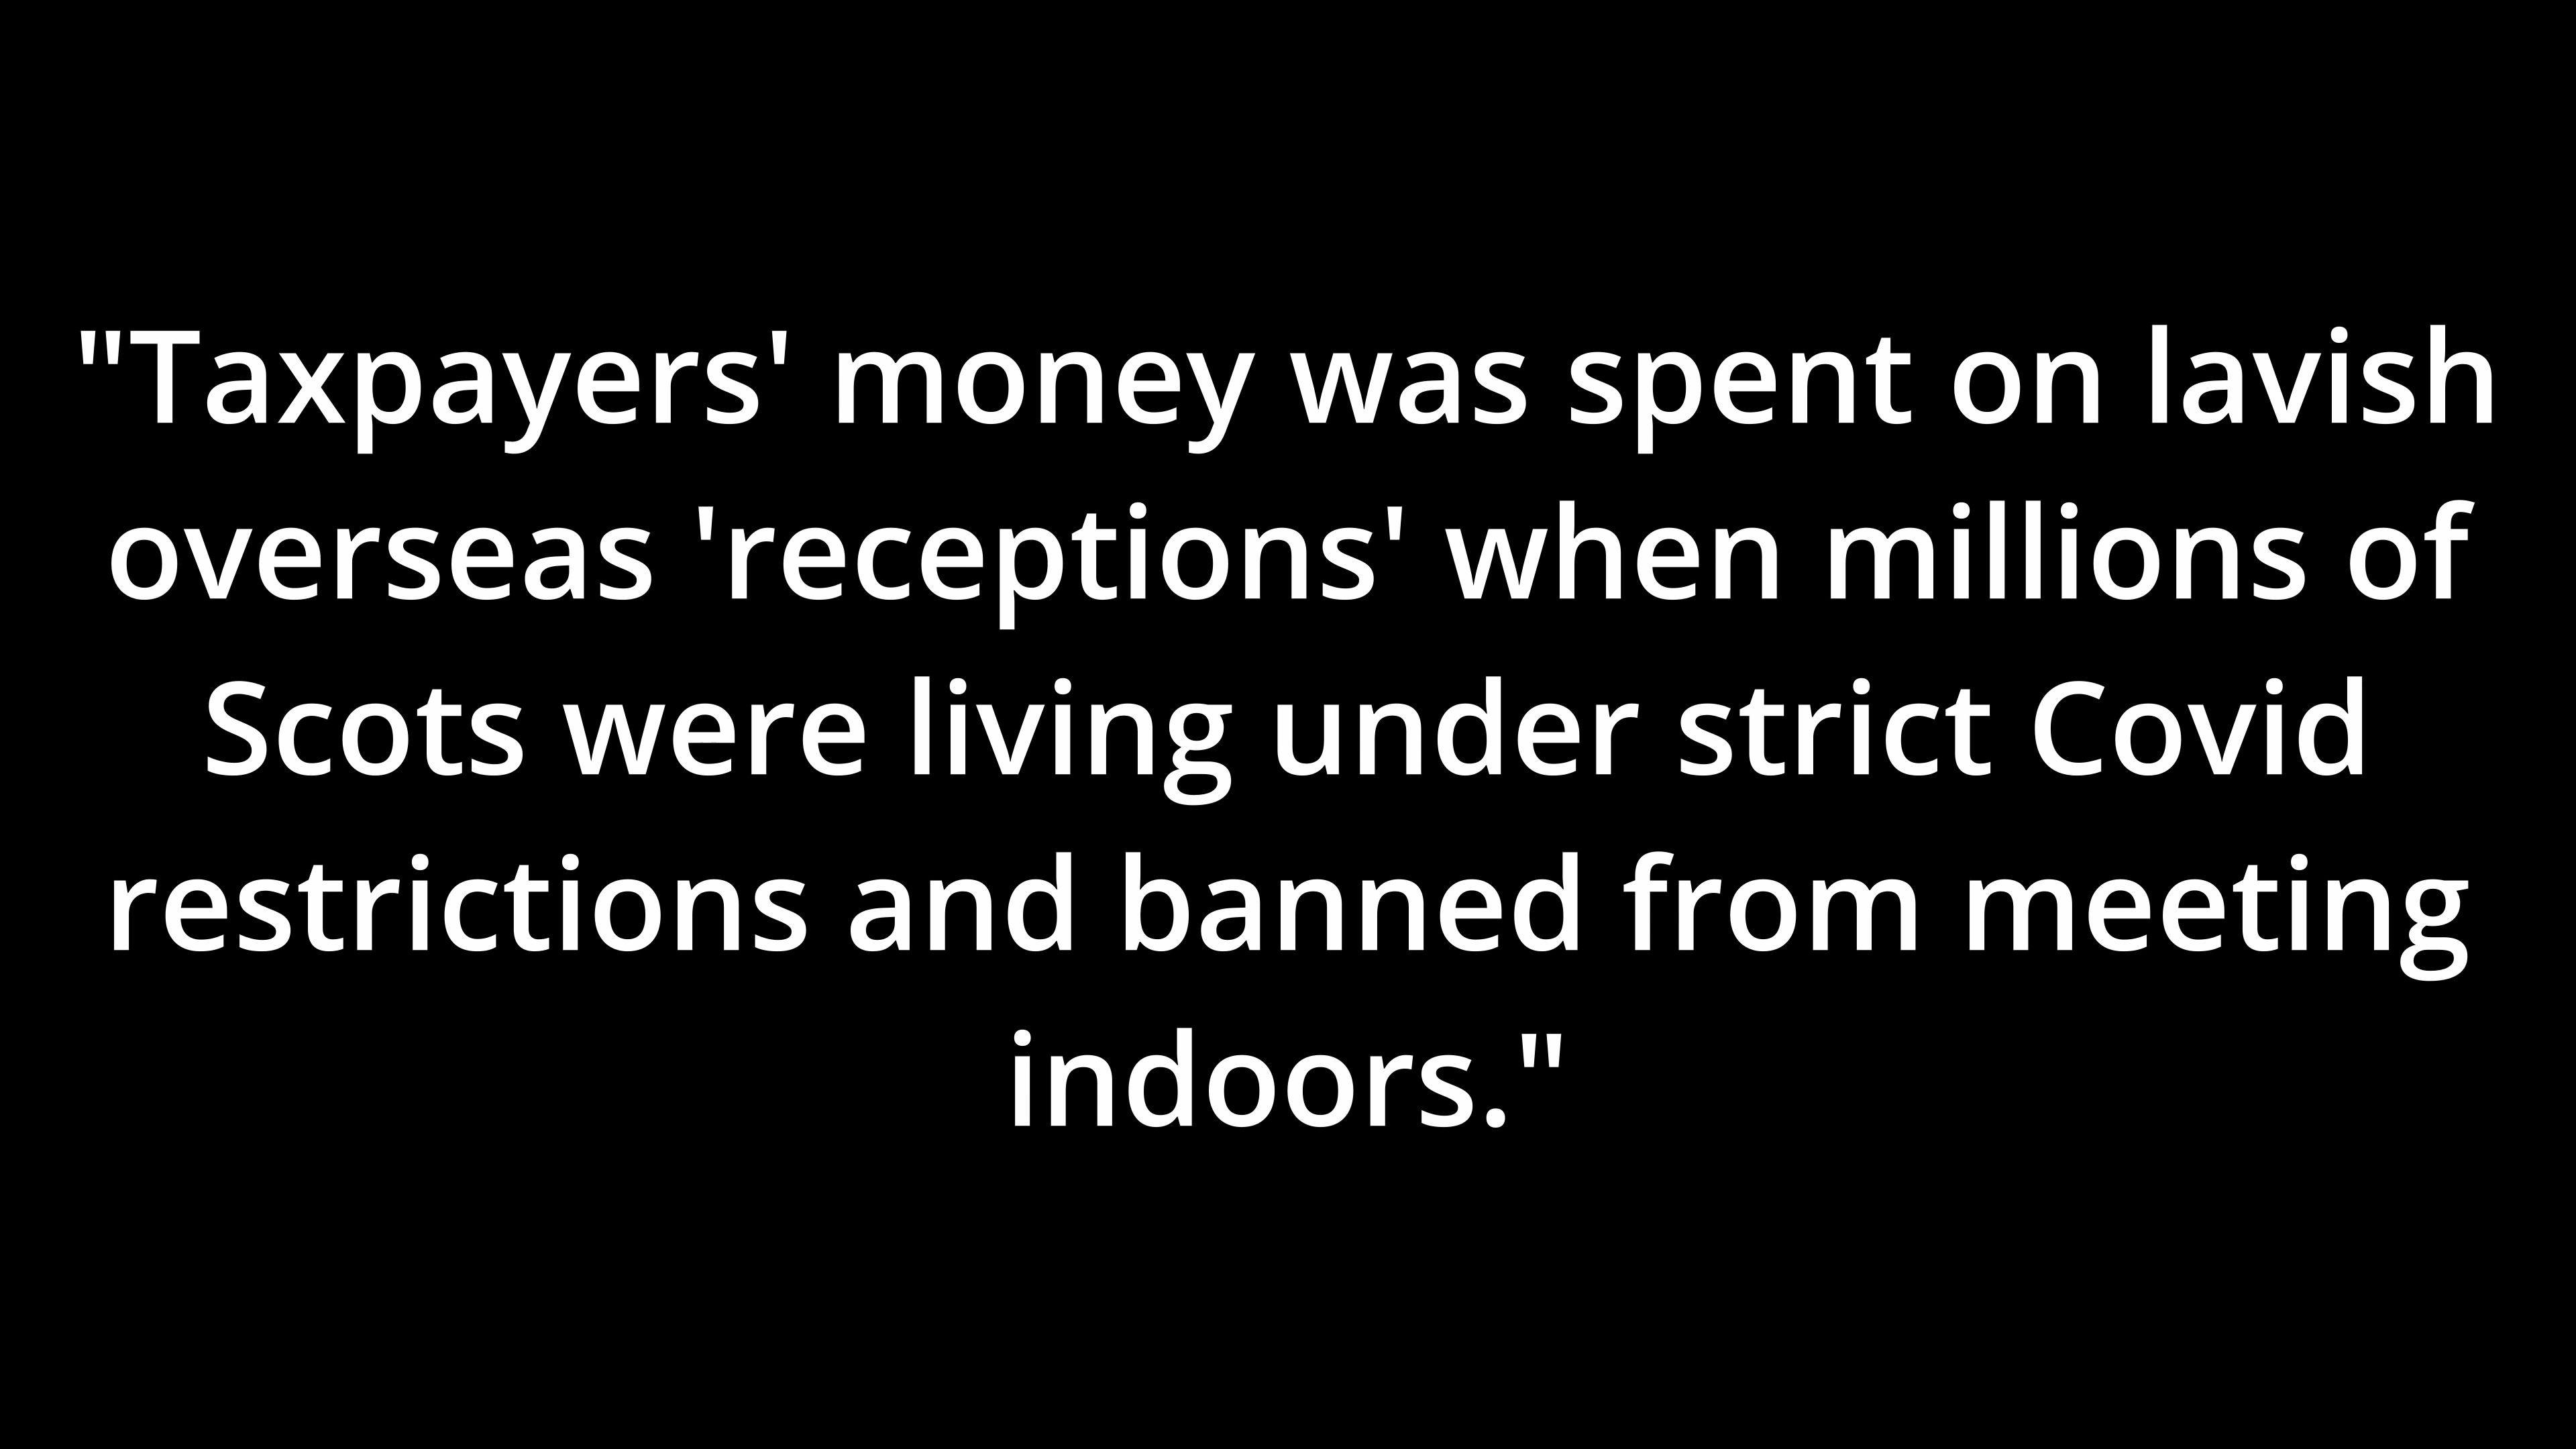 "Taxpayers' money was spent on lavish
overseas 'receptions' when millions of
Scots were living under strict Covid
restrictions and banned from meeting
indoors."